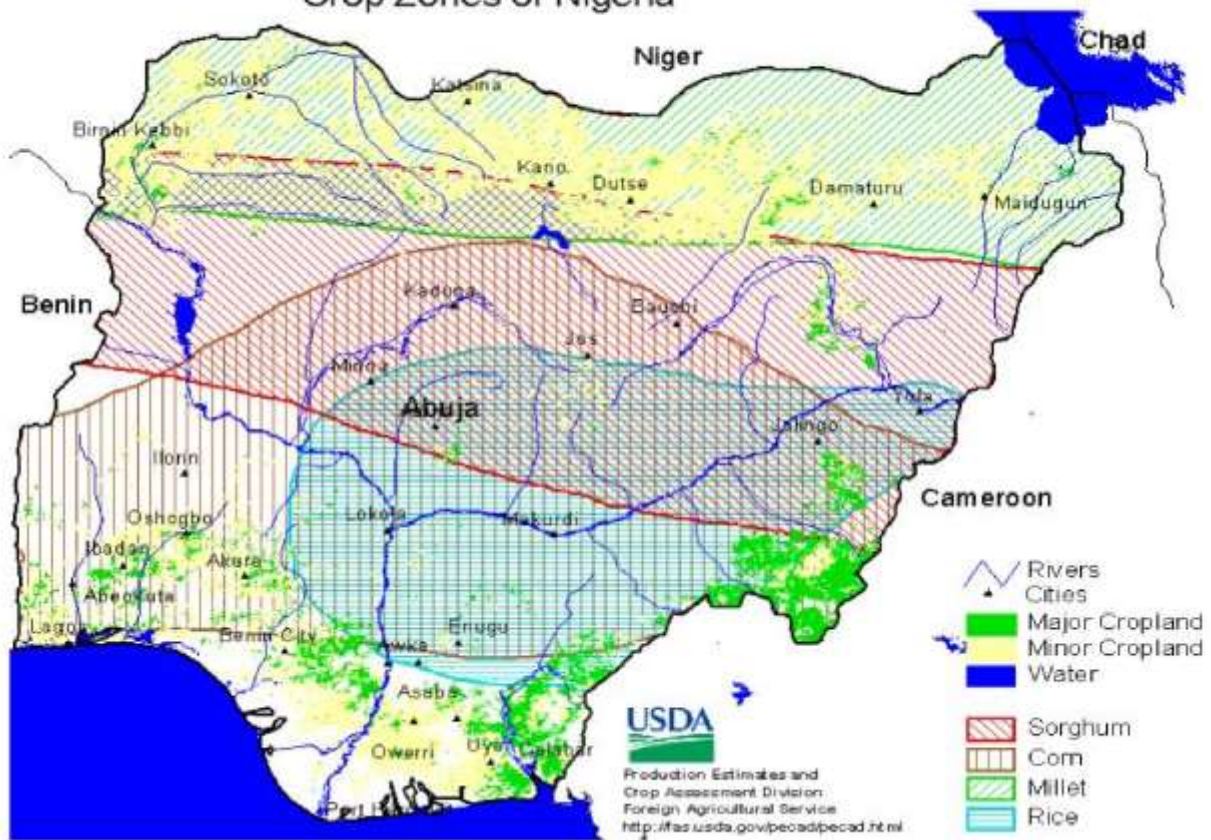 Crop Zones of Nigeria
Niger
Chad
Sokoto
Katsina
Birnin Kebbi
Kano
Dutse
Damaturu
Maiduguri
Benin
Kaduna
Bauchi
Jos
Minna
Abuja
Yola
Jalingo
Ilorin
Cameroon
Lokoja
Makurdi
Oshogbo
Ibadan
Akura
Abeokuta
Lagos
Benin City
Enugu
Awka
Asaba
Owerri
Uyo
Calabar
Port
Rivers
Cities
Major Cropland
Minor Cropland
Water
Sorghum
Corn
Millet
Rice
USDA
Production Estimates and
Crop Assessment Division
Foreign Agricultural Service
http://fas.usda.gov/pecad/pecad.html